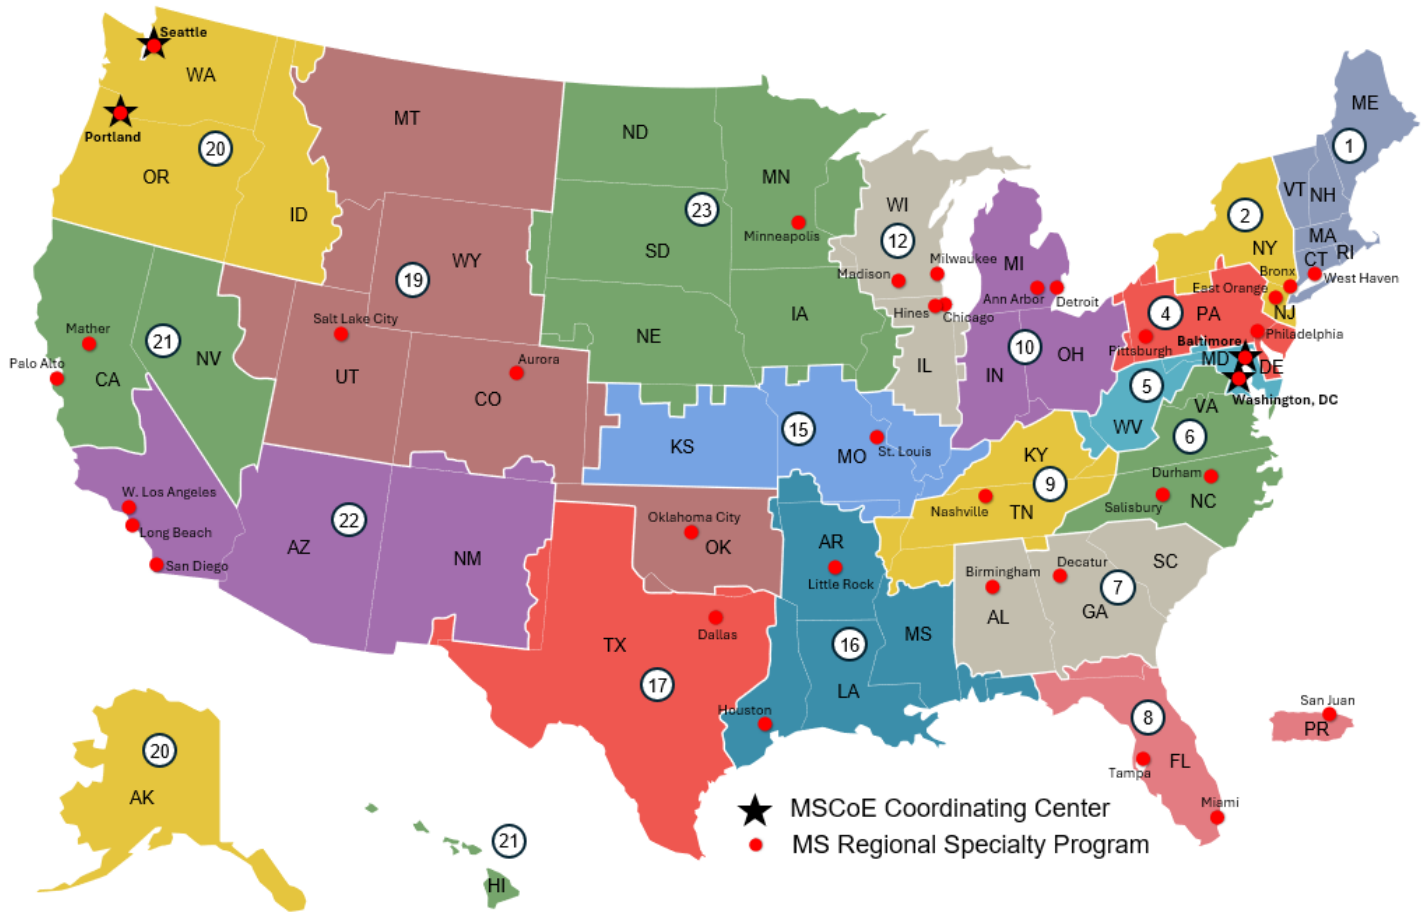 Seattle
WA
Portland
20
OR
ID
MT
WY
19
ND
MN
23
Minneapolis
SD
NE
IA
WI
12
Milwaukee
Madison
Hines
Chicago
IL
MI
Ann Arbor
Detroit
10
IN
OH
ME
1
VT
NH
MA
CT
RI
West Haven
2
NY
Bronx
East Orange
NJ
4
PA
Philadelphia
Pittsburgh
Baltimore
MD
DE
Washington, DC
5
WV
VA
6
Durham
Salisbury
NC
Mather
Palo Alto
CA
21
NV
Salt Lake City
UT
Aurora
CO
KS
15
MO
St. Louis
KY
9
Nashville
TN
W. Los Angeles
Long Beach
San Diego
AZ
22
NM
Oklahoma City
OK
AR
Little Rock
Birmingham
AL
Decatur
GA
7
SC
Dallas
TX
17
Houston
16
LA
MS
8
FL
Tampa
Miami
San Juan
PR
20
AK
21
HI
MSCoE Coordinating Center
MS Regional Specialty Program